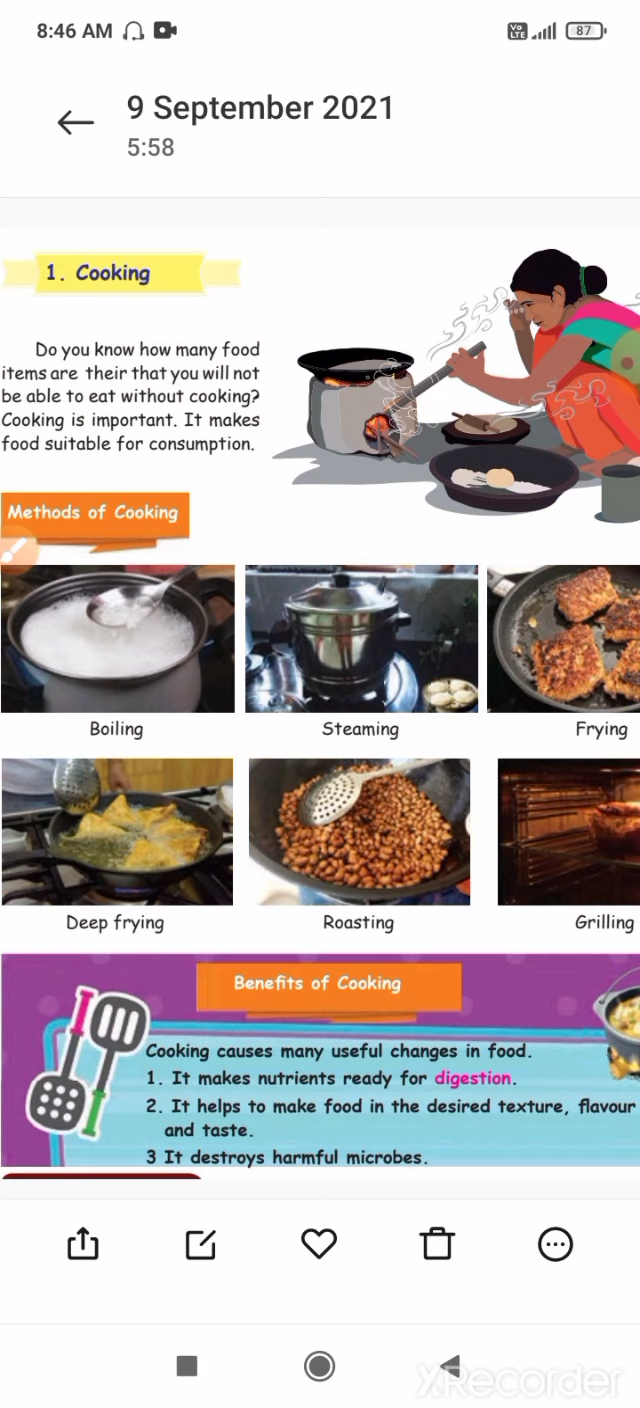 8:46 AM
Vo LTE
87
9 September 2021
5:58
1. Cooking
Do you know how many food
items are their that you will not
be able to eat without cooking?
Cooking is important. It makes
food suitable for consumption.
Methods of Cooking
Boiling
Steaming
Frying
Deep frying
Roasting
Grilling
Benefits of Cooking
Cooking causes many useful changes in food.
1. It makes nutrients ready for digestion.
2. It helps to make food in the desired texture, flavour
and taste.
3 It destroys harmful microbes.
XRecorder